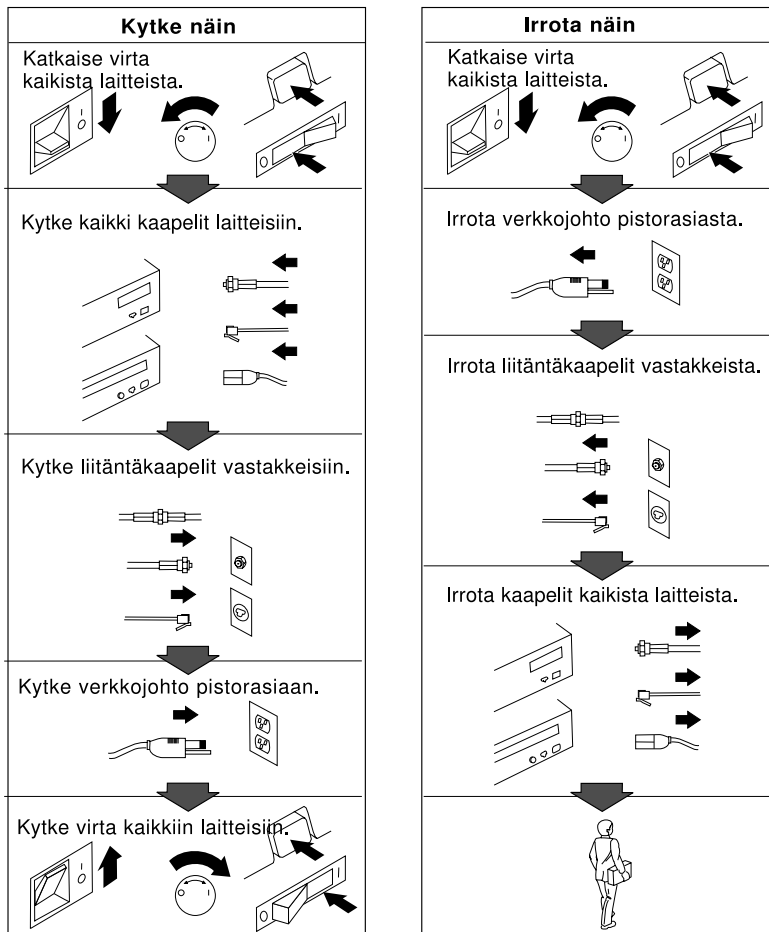 Kytke näin
Katkaise virta
kaikista laitteista.
Kytke kaikki kaapelit laitteisiin.
Kytke liitäntäkaapelit vastakkeisiin.
Kytke verkkojohto pistorasiaan.
Kytke virta kaikkiin laitteisiin.
Irrota näin
Katkaise virta
kaikista laitteista.
Irrota verkkojohto pistorasiasta.
Irrota liitäntäkaapelit vastakkeista.
Irrota kaapelit kaikista laitteista.